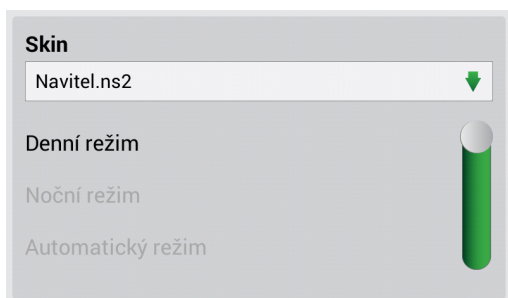 Skin
Navitel.ns2
Denní režim
Noční režim
Automatický režim